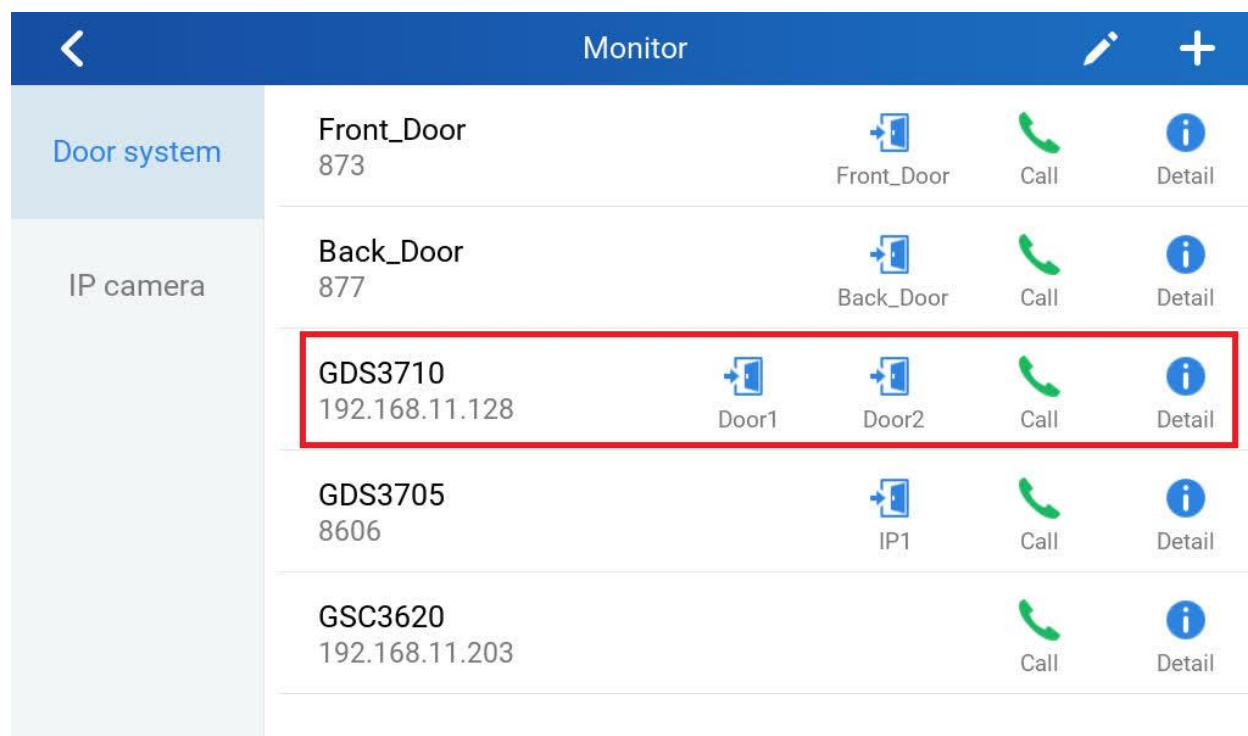 Monitor
Door system
IP camera
Front_Door
873
Front_Door
Call
Detail
Back_Door
877
Back_Door
Call
Detail
GDS3710
192.168.11.128
Door1
Door2
Call
Detail
GDS3705
8606
IP1
Call
Detail
GSC3620
192.168.11.203
Call
Detail